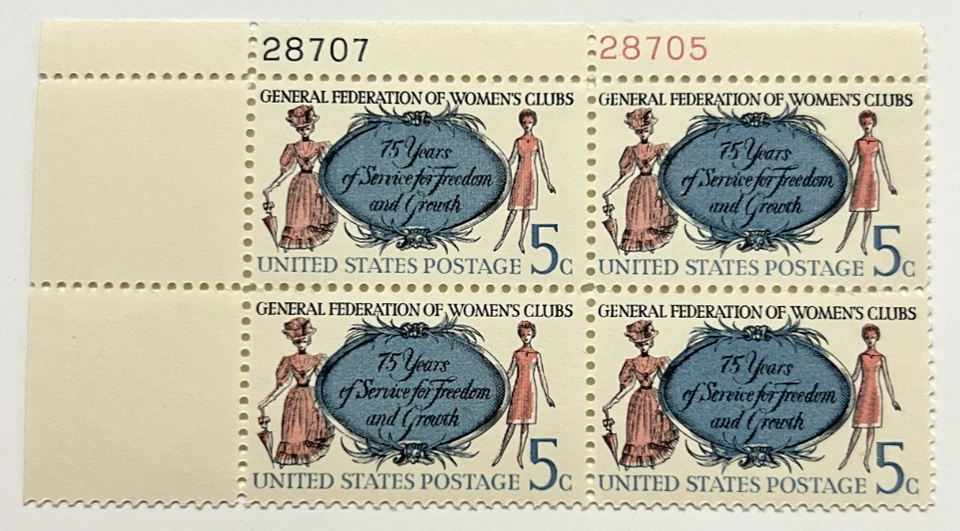 28707
28705
GENERAL FEDERATION OF WOMEN'S CLUBS
75 Years
of Service for Freedom
and Growth
UNITED STATES POSTAGE 5c
GENERAL FEDERATION OF WOMEN'S CLUBS
75 Years
of Service for Freedom
and Growth
UNITED STATES POSTAGE 5c
GENERAL FEDERATION OF WOMEN'S CLUBS
75 Years
of Service for Freedom
and Growth
UNITED STATES POSTAGE 5c
GENERAL FEDERATION OF WOMEN'S CLUBS
75 Years
of Service for Freedom
and Growth
UNITED STATES POSTAGE 5c